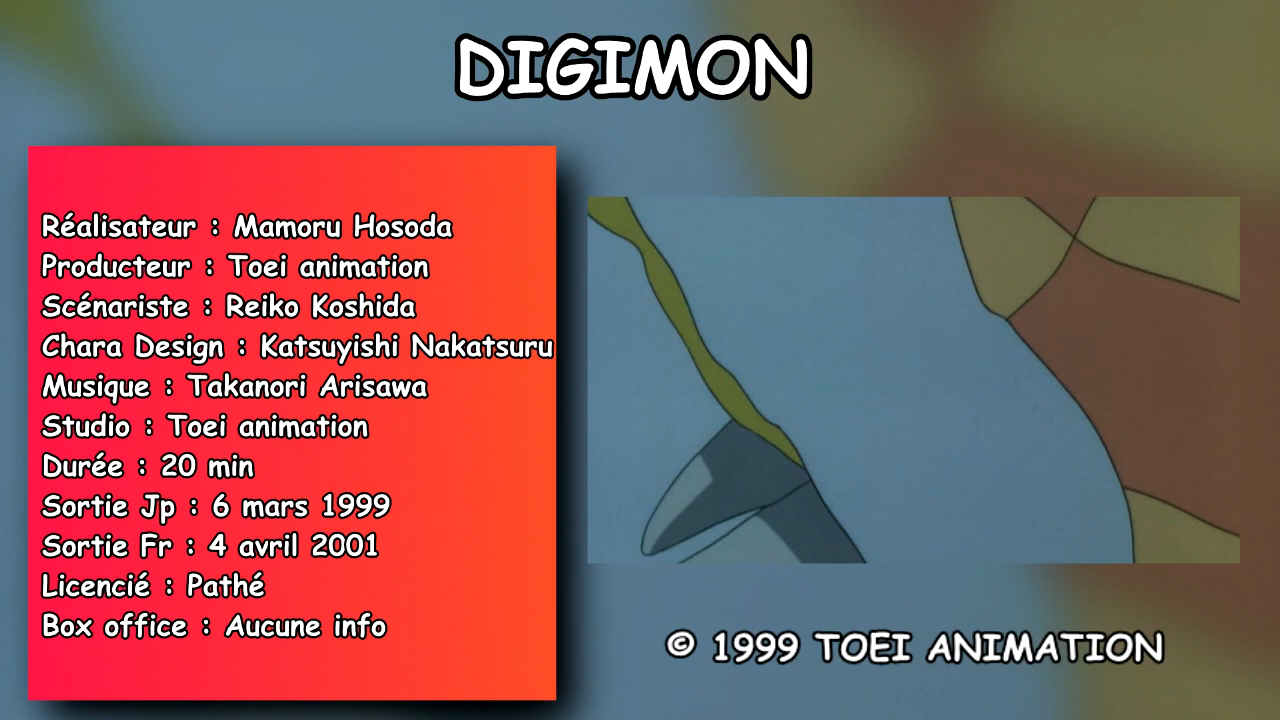 DIGIMON
Réalisateur : Mamoru Hosoda
Producteur : Toei animation
Scénariste : Reiko Koshida
Chara Design : Katsuyishi Nakatsuru
Musique : Takanori Arisawa
Studio : Toei animation
Durée : 20 min
Sortie Jp : 6 mars 1999
Sortie Fr : 4 avril 2001
Licencié : Pathé
Box office : Aucune info
© 1999 TOEI ANIMATION